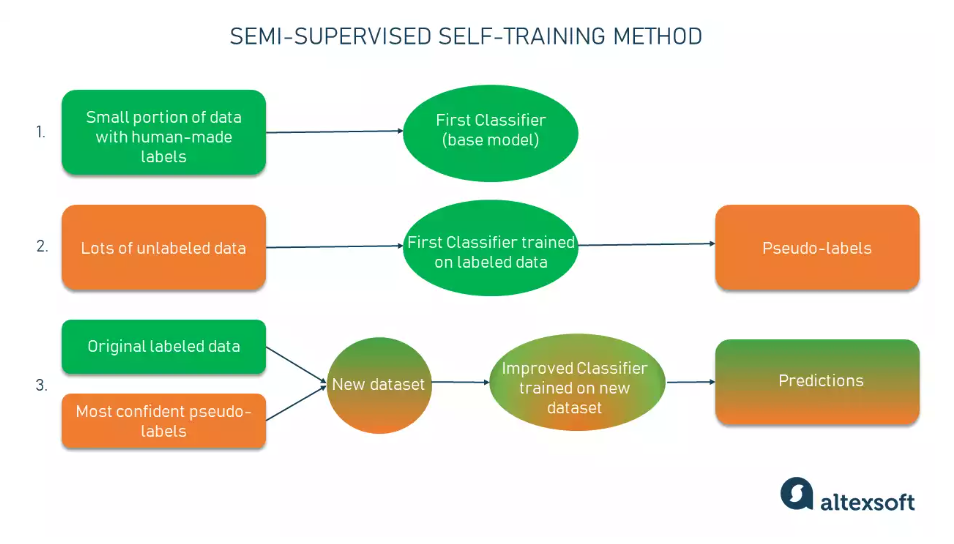 SEMI-SUPERVISED SELF-TRAINING METHOD
1.
Small portion of data
with human-made
labels
First Classifier
(base model)
2.
Lots of unlabeled data
First Classifier trained
on labeled data
Pseudo-labels
3.
Original labeled data
Most confident pseudo-
labels
New dataset
Improved Classifier
trained on new
dataset
Predictions
altexsoft